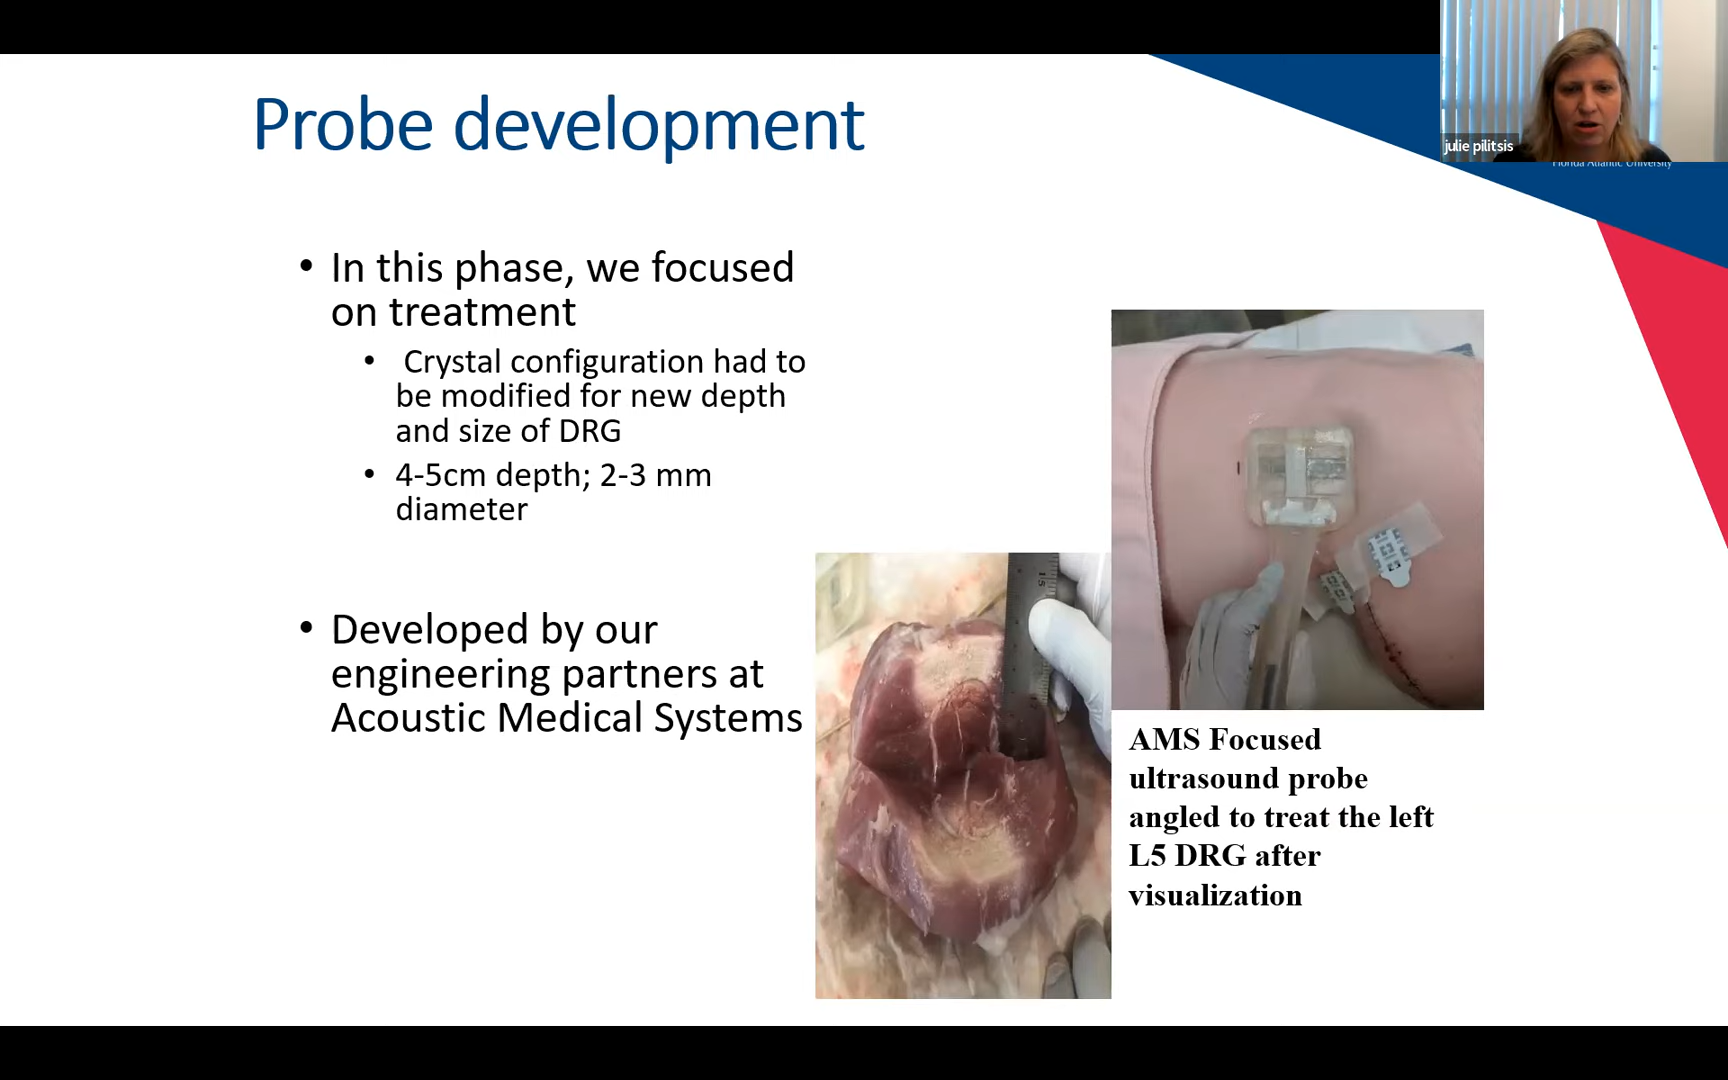 Probe development
julie pilitsis
Florida Atlantic University
• In this phase, we focused
on treatment
• Crystal configuration had to
be modified for new depth
and size of DRG
• 4-5cm depth; 2-3 mm
diameter
• Developed by our
engineering partners at
Acoustic Medical Systems
15
AMS Focused
ultrasound probe
angled to treat the left
L5 DRG after
visualization